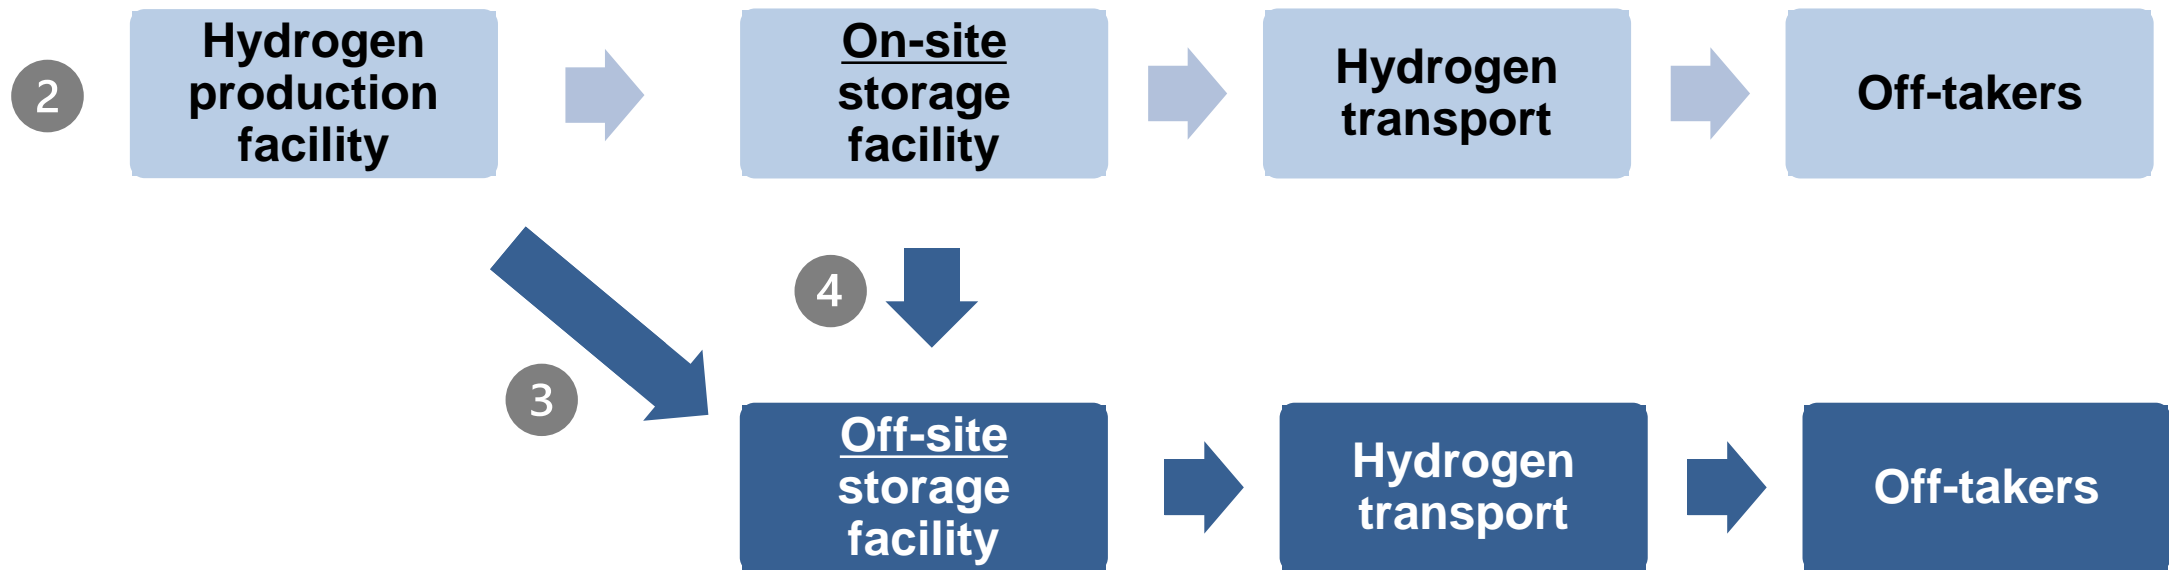 2
Hydrogen
production
facility
On-site
storage
facility
Hydrogen
transport
Off-takers
4
3
Off-site
storage
facility
Hydrogen
transport
Off-takers